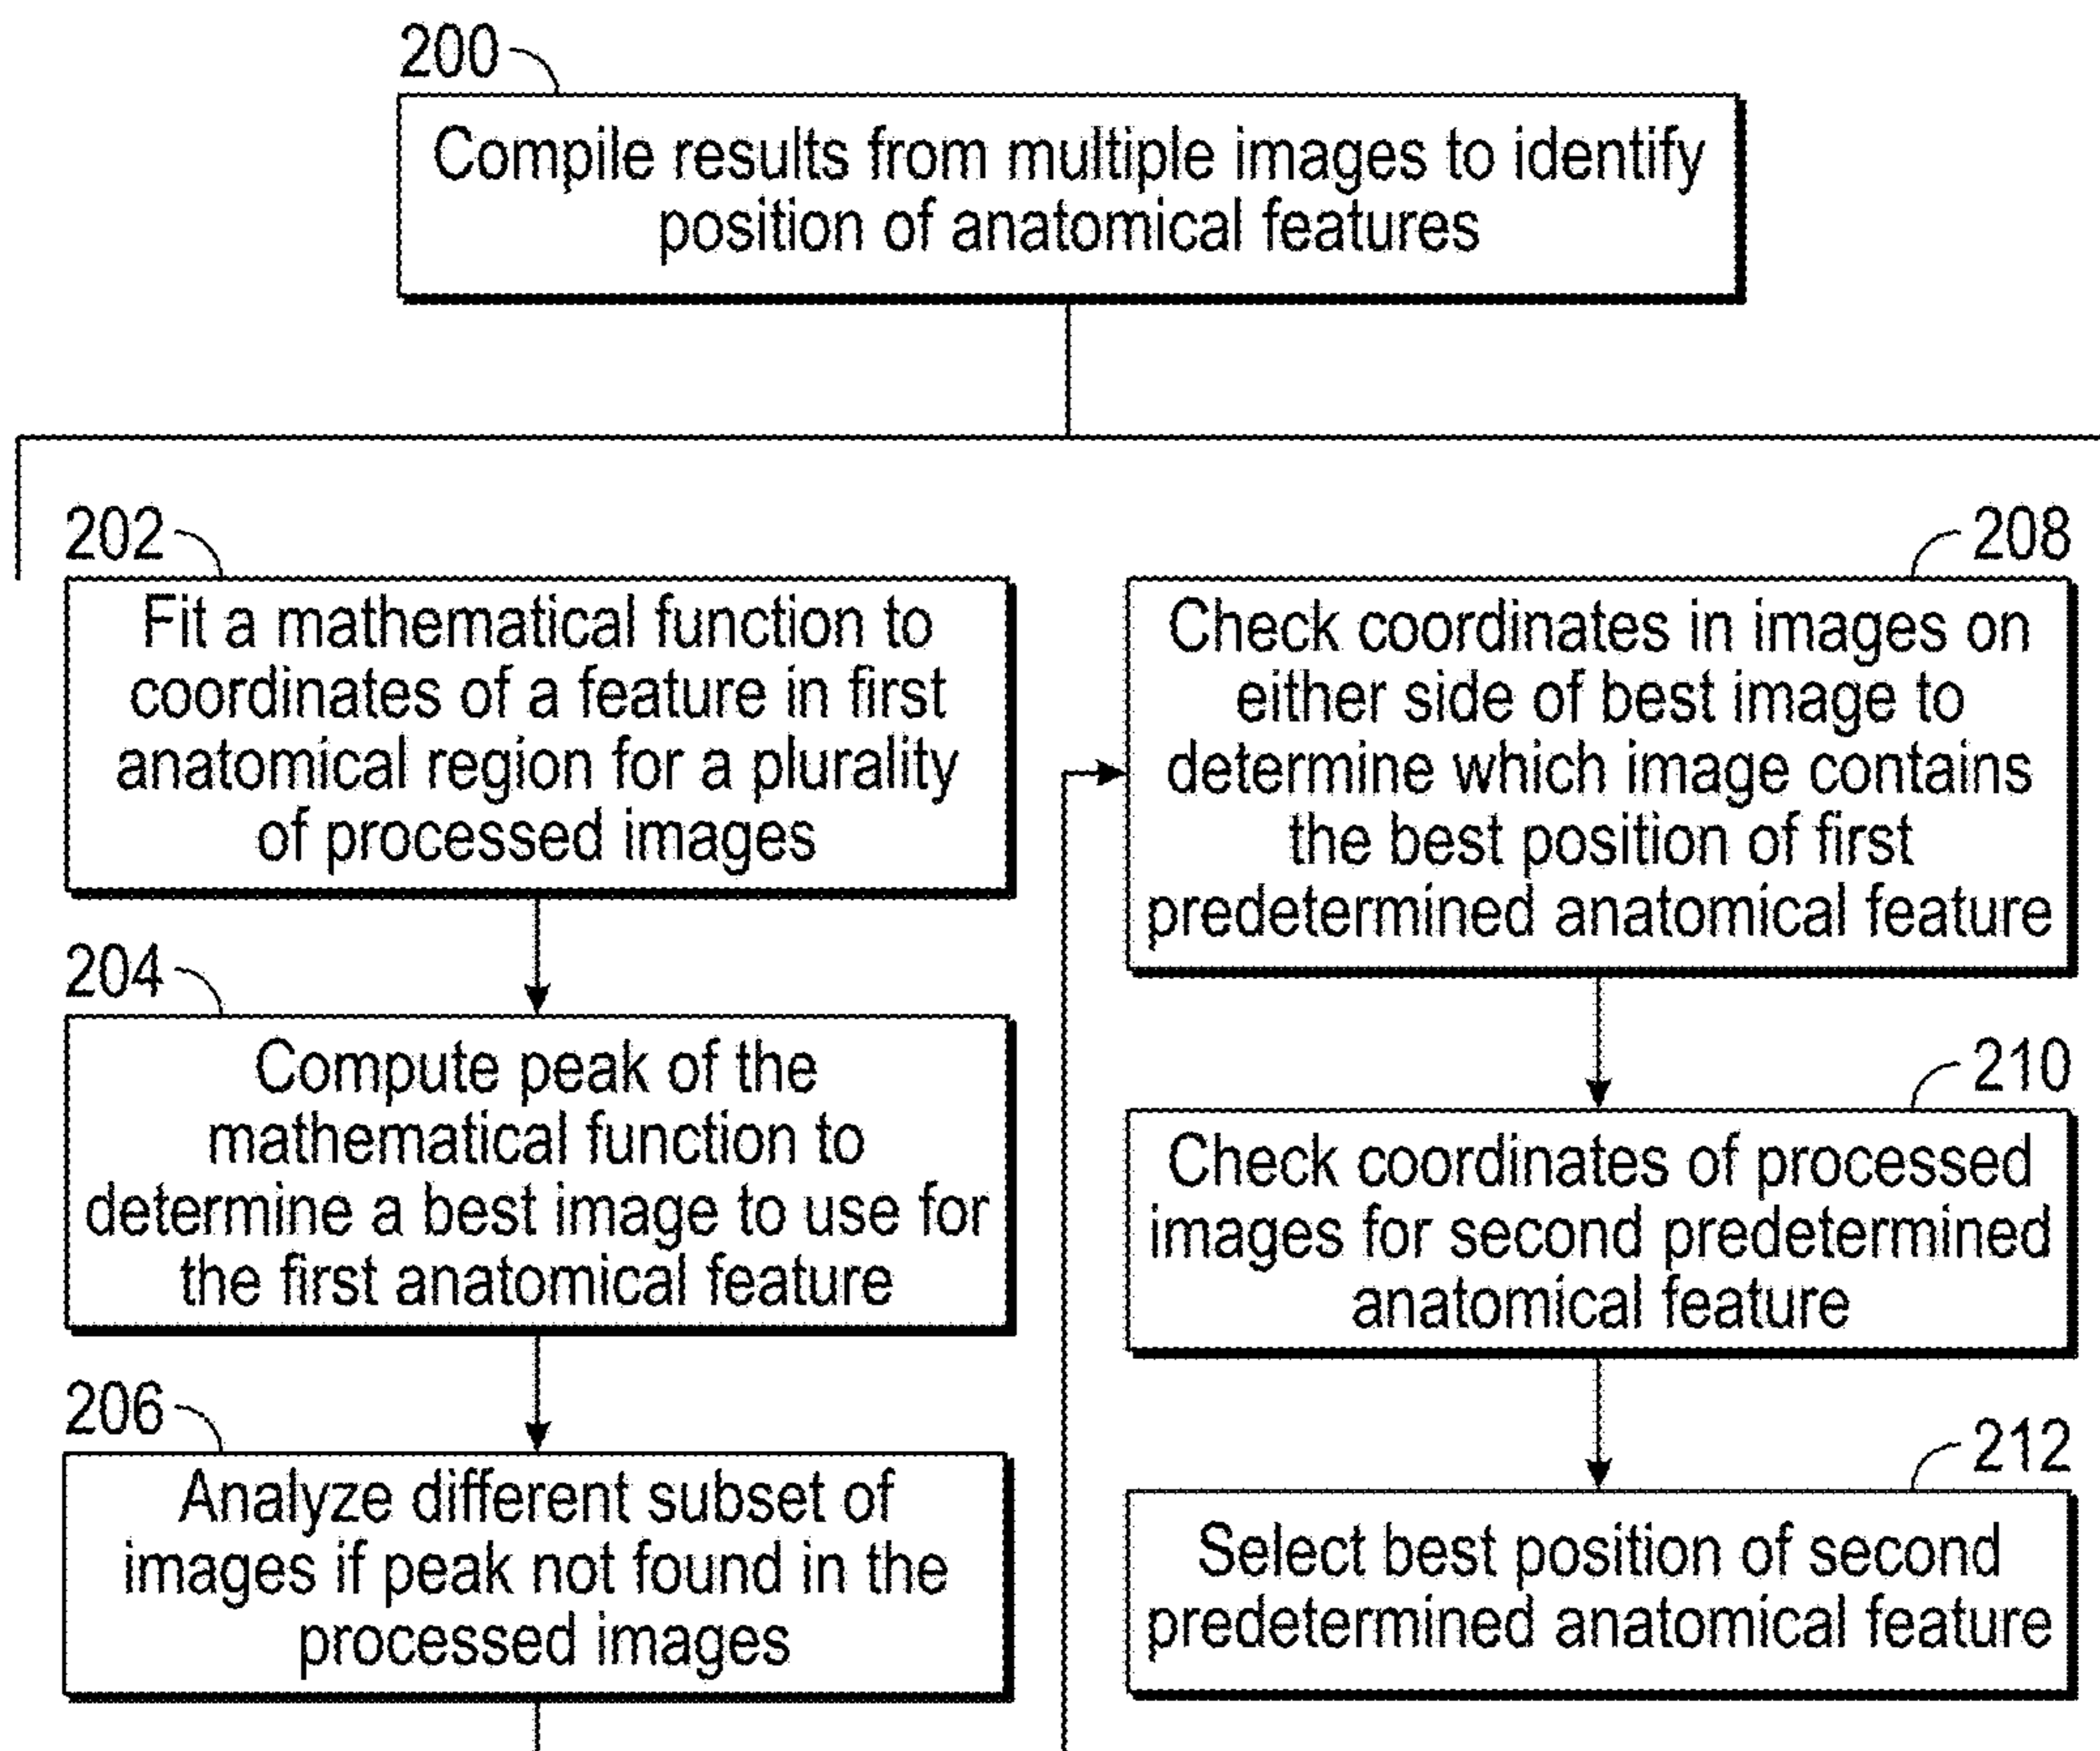 200
Compile results from multiple images to identify
position of anatomical features
202
Fit a mathematical function to
coordinates of a feature in first
anatomical region for a plurality
of processed images
204
Compute peak of the
mathematical function to
determine a best image to use for
the first anatomical feature
206
Analyze different subset of
images if peak not found in the
processed images
208
Check coordinates in images on
either side of best image to
determine which image contains
the best position of first
predetermined anatomical feature
210
Check coordinates of processed
images for second predetermined
anatomical feature
212
Select best position of second
predetermined anatomical feature